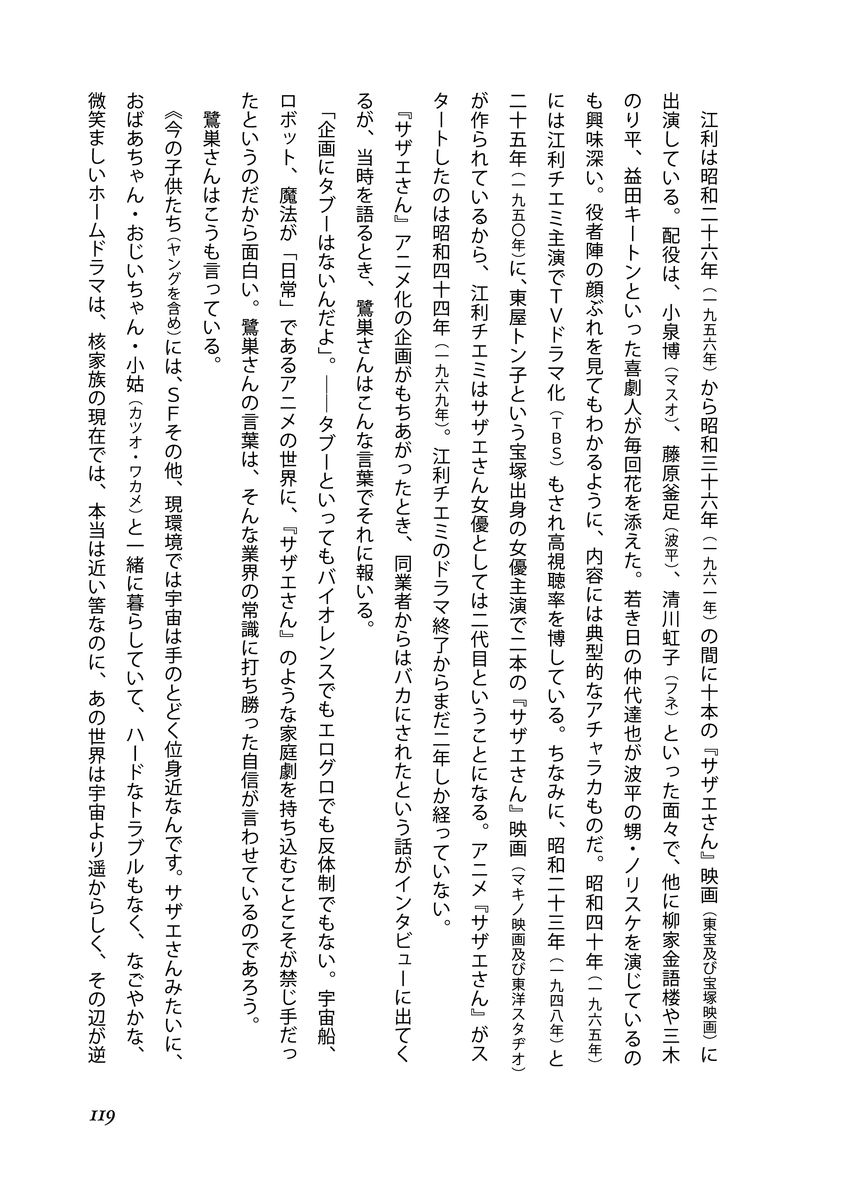 江利は昭和二十六年（一九五六年）から昭和三十六年（一九六一年）の間に十本の『サザエさん』映画（東宝及び宝塚映画）に
出演している。配役は、小泉博（マスオ）、藤原釜足（波平）、清川虹子（フネ）といった面々で、他に柳家金語楼や三木
のり平、益田キートンといった喜劇人が毎回花を添えた。若き日の仲代達也が波平の甥・ノリスケを演じているの
も興味深い。役者陣の顔ぶれを見てもわかるように、内容には典型的なアチャラカものだ。昭和四十年（一九六五年）
には江利チエミ主演でＴＶドラマ化（ＴＢＳ）もされ高視聴率を博している。ちなみに、昭和二十三年（一九四八年）と
二十五年（一九五〇年）に、東屋トン子という宝塚出身の女優主演で二本の『サザエさん』映画（マキノ映画及び東洋スタヂオ）
が作られているから、江利チエミはサザエさん女優としては二代目ということになる。アニメ『サザエさん』がス
タートしたのは昭和四十四年（一九六九年）。江利チエミのドラマ終了からまだ二年しか経っていない。
『サザエさん』アニメ化の企画がもちあがったとき、同業者からはバカにされたという話がインタビューに出てく
るが、当時を語るとき、鷺巣さんはこんな言葉でそれに報いる。
「企画にタブーはないんだよ」。――タブーといってもバイオレンスでもエログロでも反体制でもない。宇宙船、
ロボット、魔法が「日常」であるアニメの世界に、『サザエさん』のような家庭劇を持ち込むことこそが禁じ手だっ
たというのだから面白い。鷺巣さんの言葉は、そんな業界の常識に打ち勝った自信が言わせているのであろう。
鷺巣さんはこうも言っている。
《今の子供たち（ヤングを含め）には、ＳＦその他、現環境では宇宙は手のとどく位身近なんです。サザエさんみたいに、
おばあちゃん・おじいちゃん・小姑（カツオ・ワカメ）と一緒に暮らしていて、ハードなトラブルもなく、なごやかな、
微笑ましいホームドラマは、核家族の現在では、本当は近い筈なのに、あの世界は宇宙より遥からしく、その辺が逆
119